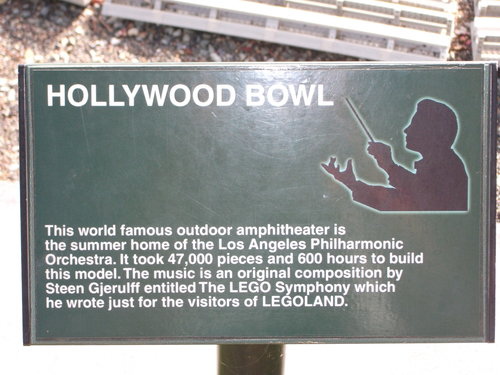 HOLLYWOOD BOWL
This world famous outdoor amphitheater is
the summer home of the Los Angeles Philharmonic
Orchestra. It took 47,000 pieces and 600 hours to build
this model. The music is an original composition by
Steen Gjerulff entitled The LEGO Symphony which
he wrote just for the visitors of LEGOLAND.